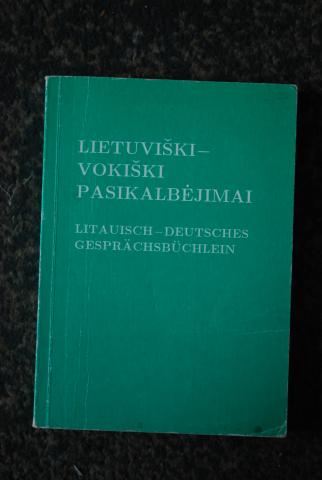 LIETUVIŠKI–
VOKIŠKI
PASIKALBĖJIMAI
LITAUISCH–DEUTSCHES
GESPRÄCHSBÜCHLEIN